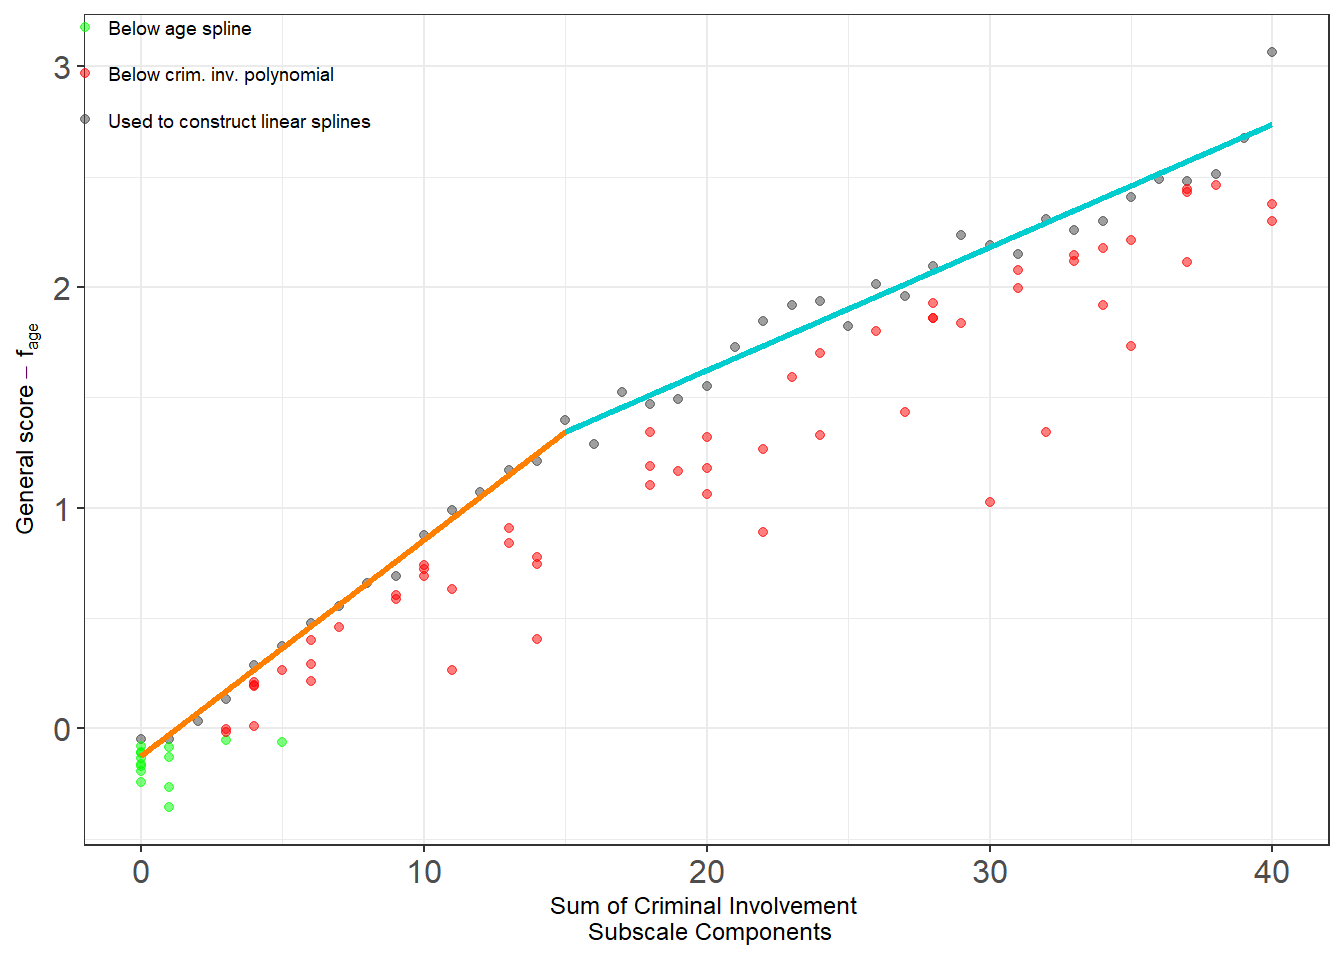 Below age spline
Below crim. inv. polynomial
Used to construct linear splines
3
2
1
0
General score − fage
0 10 20 30 40
Sum of Criminal Involvement
Subscale Components